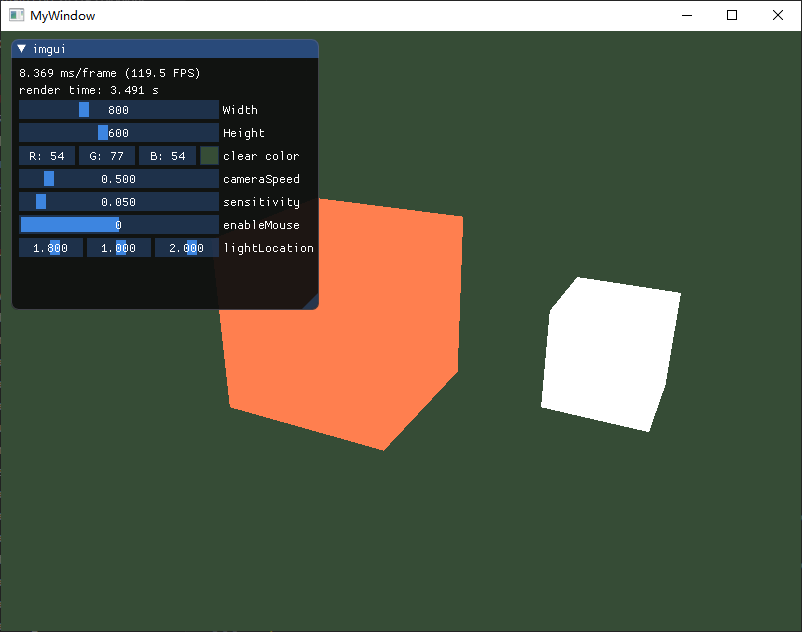 MyWindow
imgui
8.369 ms/frame (119.5 FPS)
render time: 3.491 s
800 Width
600 Height
R: 54 G: 77 B: 54 clear color
0.500 cameraSpeed
0.050 sensitivity
0 enableMouse
1.800 1.000 2.000 lightLocation